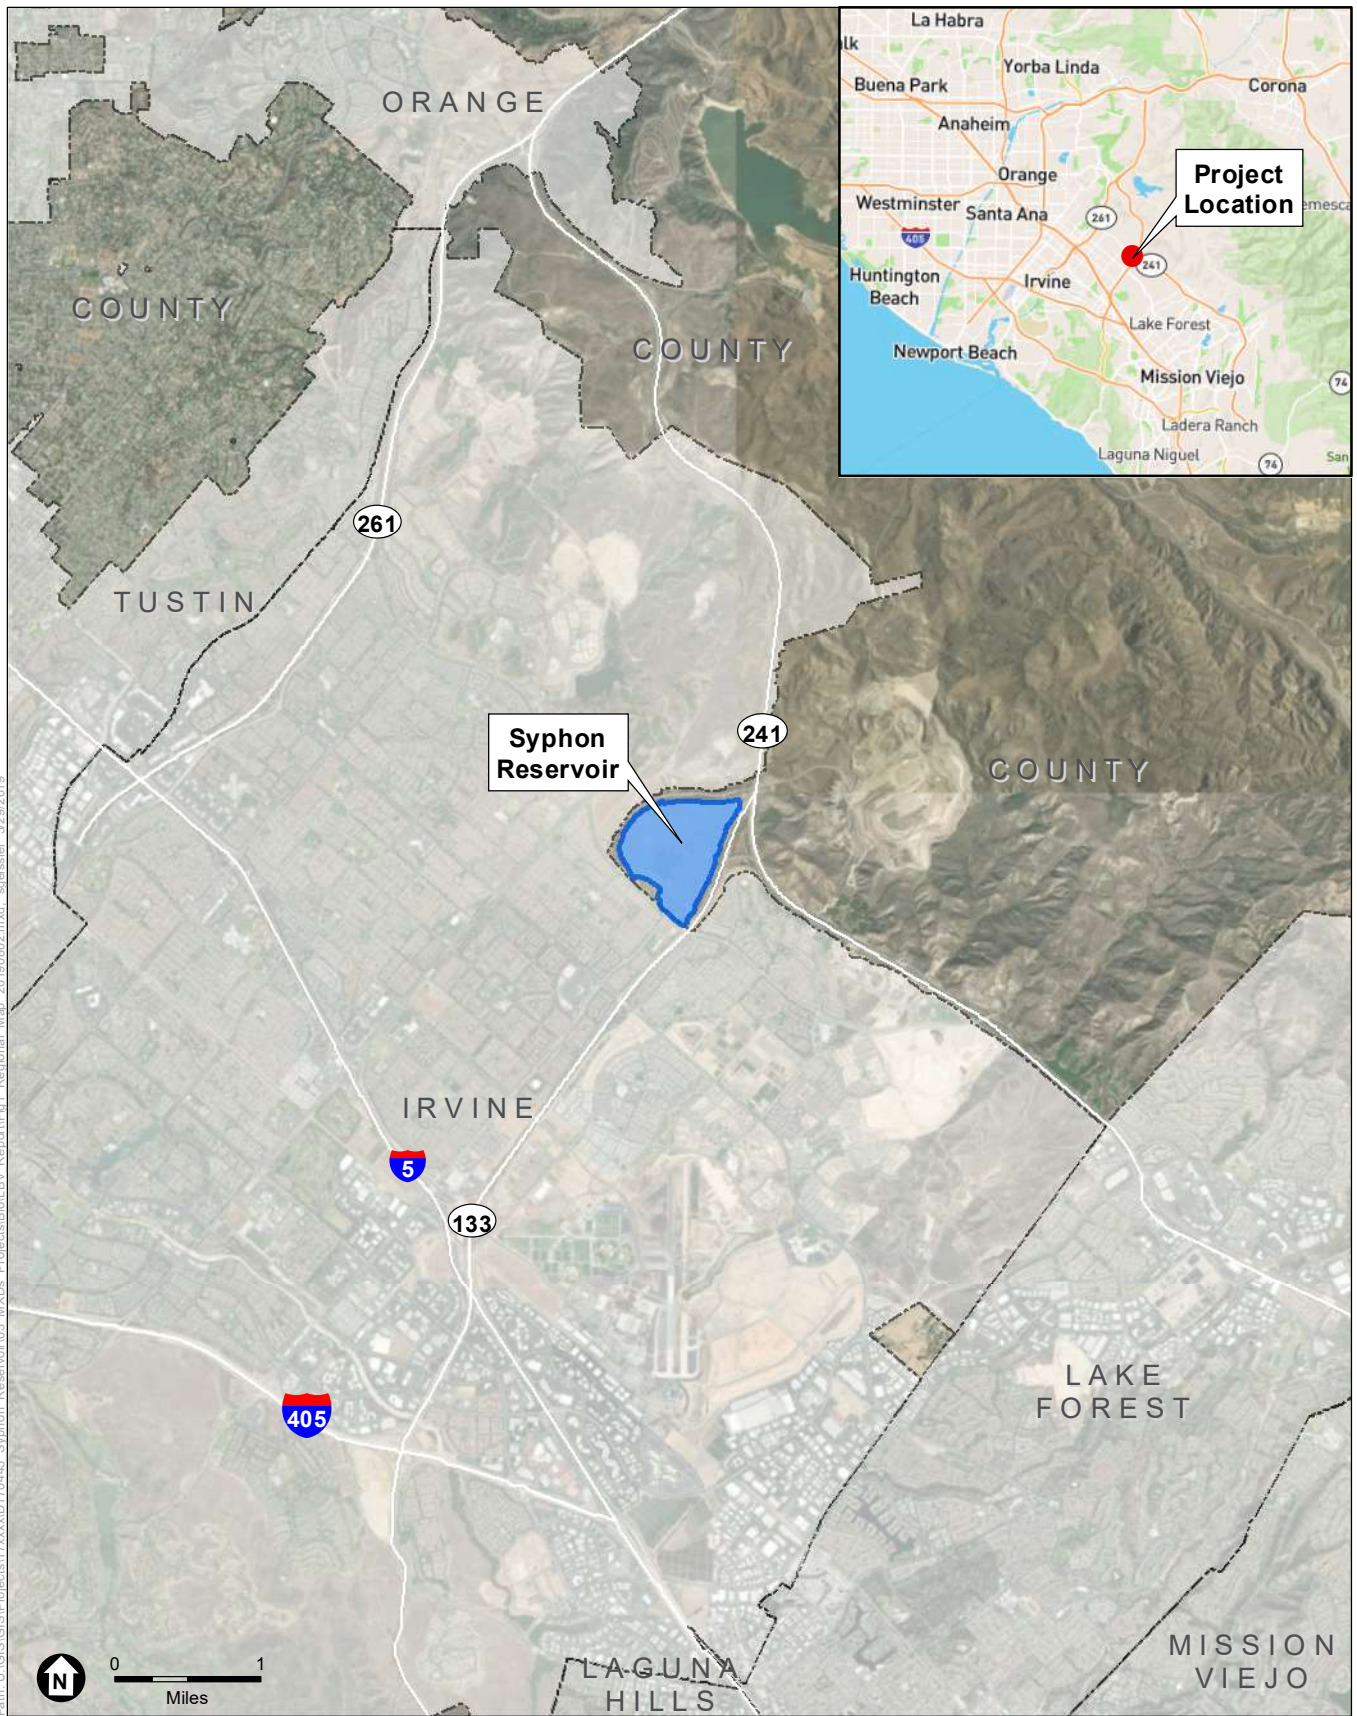 ORANGE
COUNTY
COUNTY
261
TUSTIN
241
Syphon
Reservoir
COUNTY
IRVINE
5
133
405
LAKE
FOREST
MISSION
VIEJO
LAGUNA
HILLS
N
0 1
Miles
La Habra
Yorba Linda
Buena Park
Corona
Anaheim
Orange
Project
Location
Westminster
Santa Ana
261
405
241
Huntington
Beach
Irvine
Lake Forest
Newport Beach
Mission Viejo
74
Ladera Ranch
Laguna Niguel
74
San